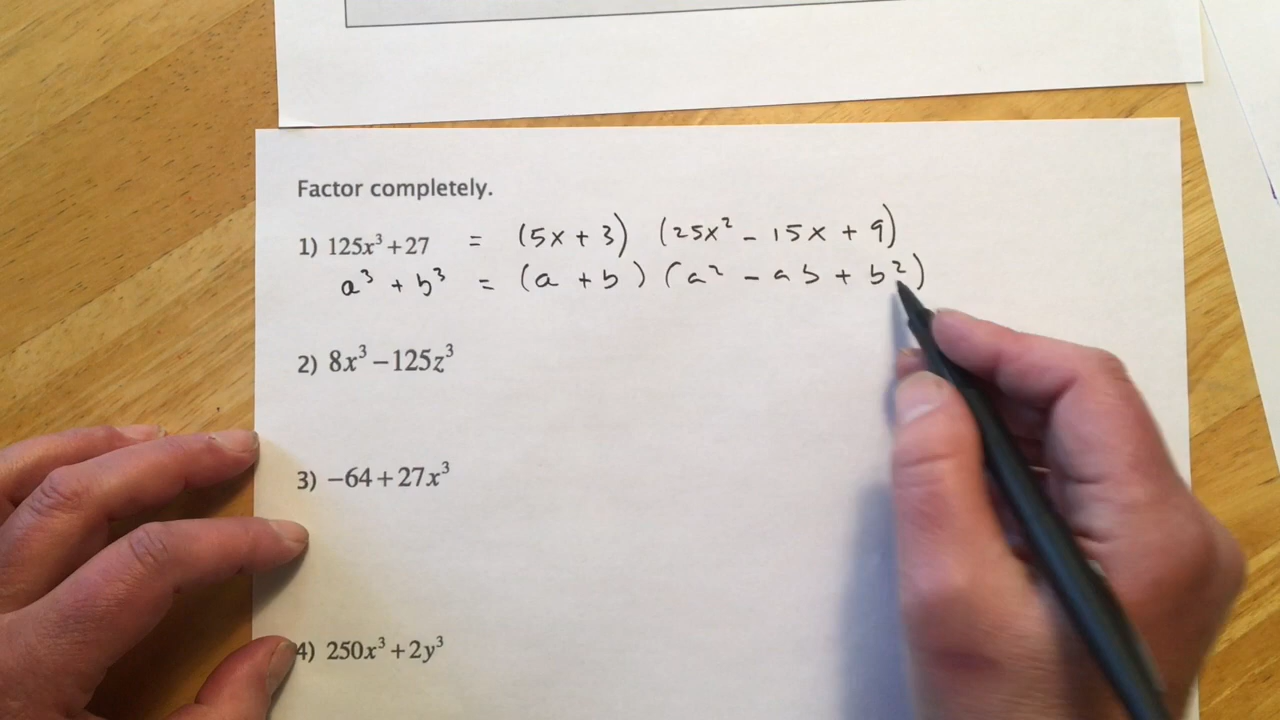 Factor completely.
1) 125x³+27 = (5x + 3) (25x² - 15x + 9)
a³ + b³ = (a + b) (a² - ab + b²)
2) 8x³−125z³
3) −64+27x³
4) 250x³+2y³